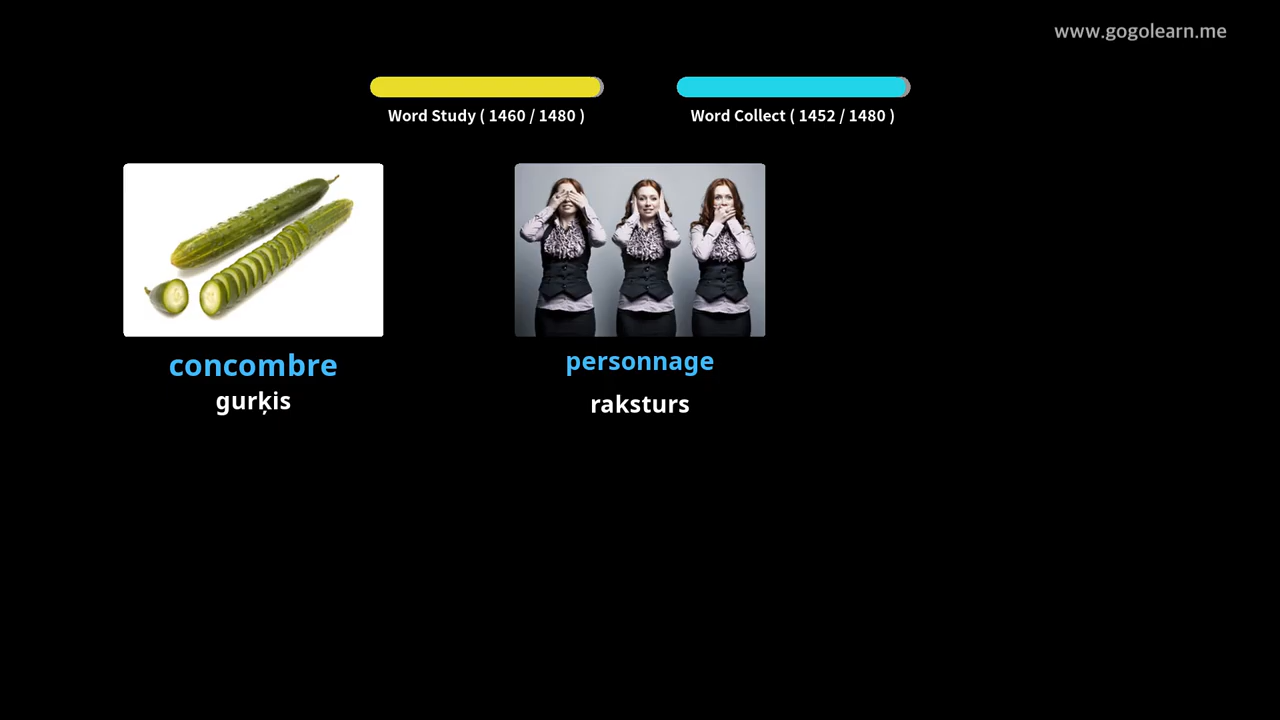 www.gogolearn.me
Word Study ( 1460 / 1480 )
Word Collect ( 1452 / 1480 )
concombre
gurķis
personnage
raksturs